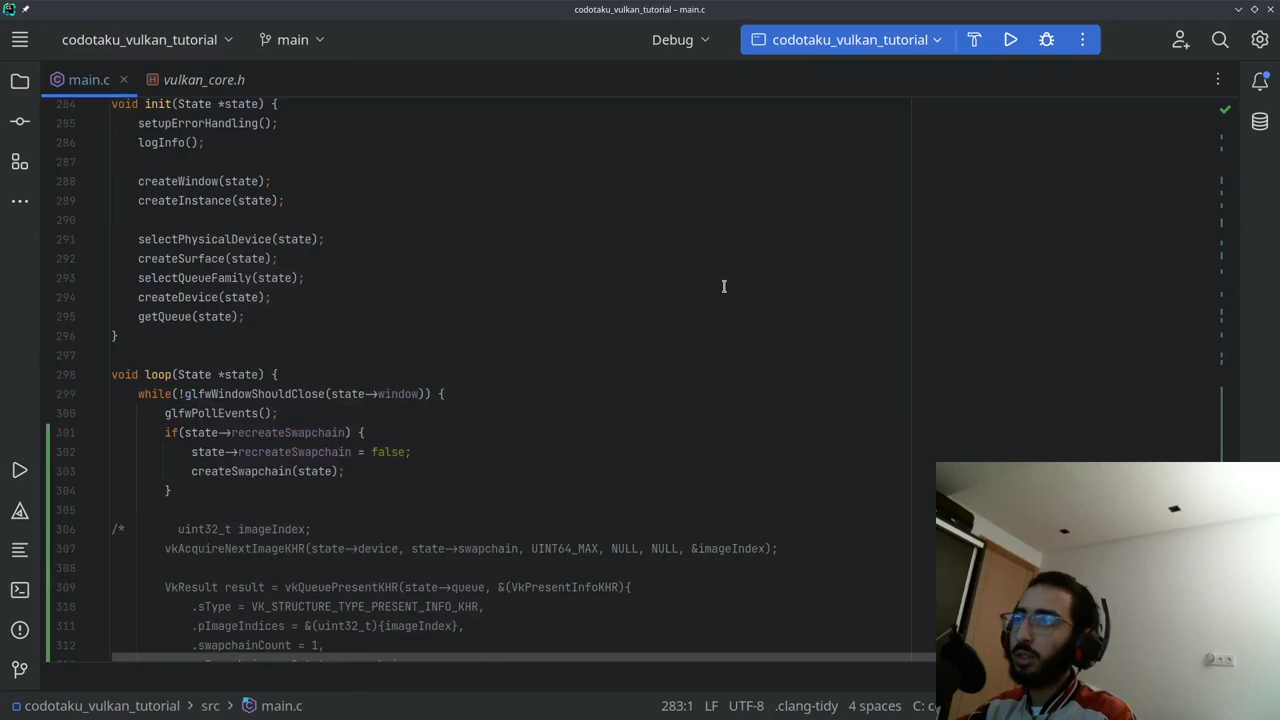 codotaku_vulkan_tutorial – main.c
codotaku_vulkan_tutorial
main
Debug
codotaku_vulkan_tutorial
main.c
vulkan_core.h
284 void init(State *state) {
285 setupErrorHandling();
286 logInfo();
287
288 createWindow(state);
289 createInstance(state);
290
291 selectPhysicalDevice(state);
292 createSurface(state);
293 selectQueueFamily(state);
294 createDevice(state);
295 getQueue(state);
296 }
297
298 void loop(State *state) {
299 while(!glfwWindowShouldClose(state->window)) {
300 glfwPollEvents();
301 if(state->recreateSwapchain) {
302 state->recreateSwapchain = false;
303 createSwapchain(state);
304 }
305
306 /* uint32_t imageIndex;
307 vkAcquireNextImageKHR(state->device, state->swapchain, UINT64_MAX, NULL, NULL, &imageIndex);
308
309 VkResult result = vkQueuePresentKHR(state->queue, &(VkPresentInfoKHR){
310 .sType = VK_STRUCTURE_TYPE_PRESENT_INFO_KHR,
311 .pImageIndices = &(uint32_t){imageIndex},
312 .swapchainCount = 1,
codotaku_vulkan_tutorial > src > main.c
283:1 LF UTF-8 .clang-tidy 4 spaces C: